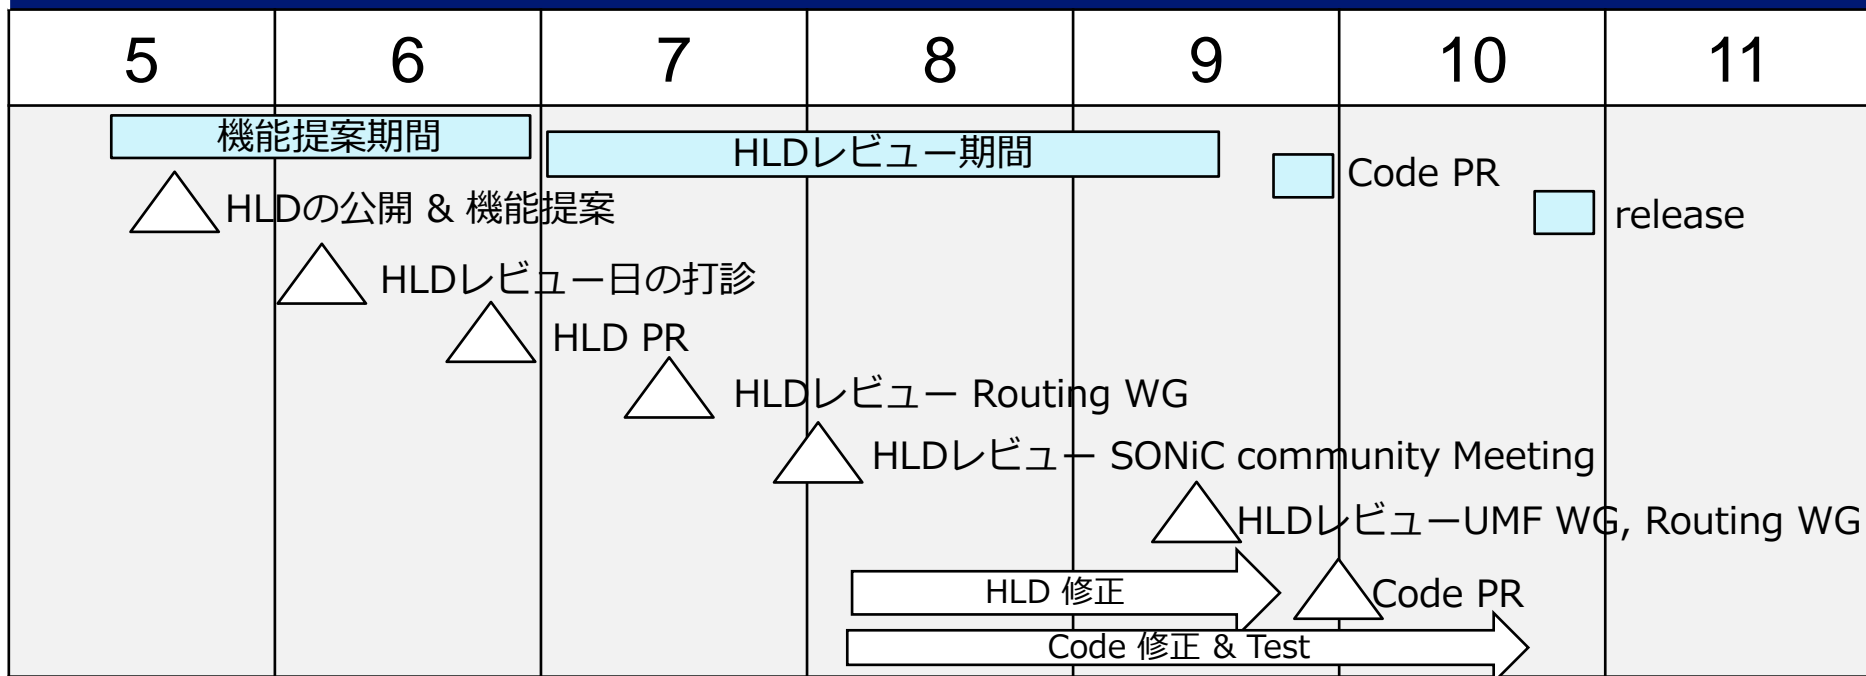 5 6 7 8 9 10 11
機能提案期間
HLDレビュー期間
Code PR
HLDの公開 & 機能提案
release
HLDレビュー日の打診
HLD PR
HLDレビュー Routing WG
HLDレビュー SONiC community Meeting
HLDレビューUMF WG, Routing WG
HLD 修正
Code PR
Code 修正 & Test